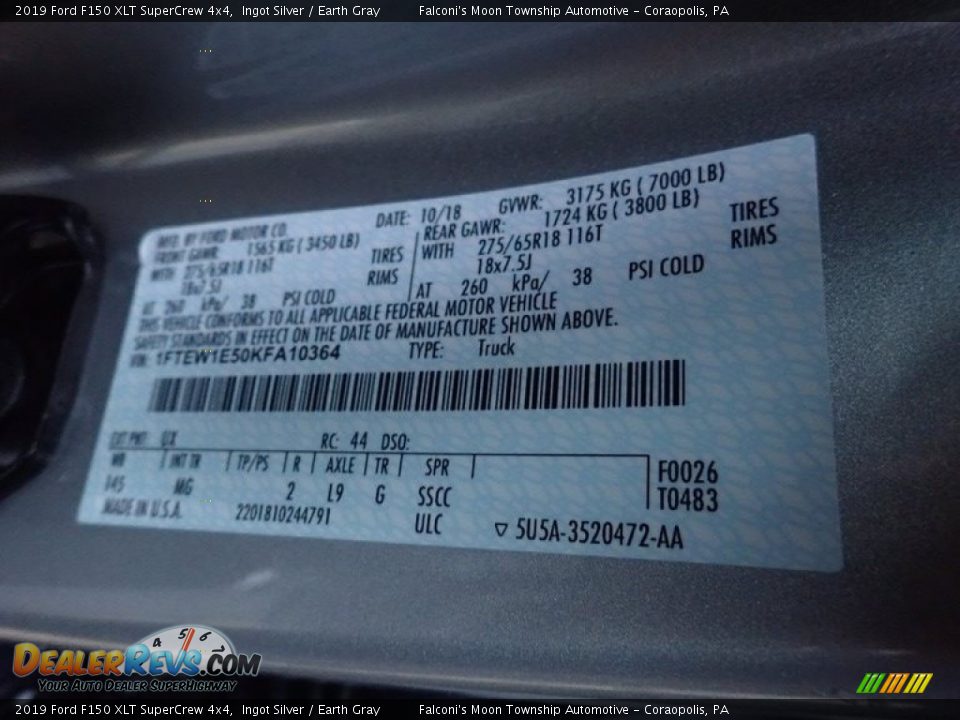 2019 Ford F150 XLT SuperCrew 4x4, Ingot Silver / Earth Gray Falconi's Moon Township Automotive - Coraopolis, PA
MFD. BY FORD MOTOR CO. DATE: 10/18 GVWR: 3175 KG ( 7000 LB)
FRONT GAWR: 1565 KG ( 3450 LB) REAR GAWR: 1724 KG ( 3800 LB)
WITH 275/65R18 116T TIRES WITH 275/65R18 116T TIRES
18x7.5J RIMS 18x7.5J RIMS
AT 260 kPa/ 38 PSI COLD AT 260 kPa/ 38 PSI COLD
THIS VEHICLE CONFORMS TO ALL APPLICABLE FEDERAL MOTOR VEHICLE
SAFETY STANDARDS IN EFFECT ON THE DATE OF MANUFACTURE SHOWN ABOVE.
VIN: 1FTEW1E50KFA10364 TYPE: Truck
EXT PNT: UX RC: 44 DSO:
WB INT TR TP/PS R AXLE TR SPR F0026
145 MG 2 L9 G SSCC T0483
MADE IN U.S.A. 2201810244791 ULC ▽ 5U5A-3520472-AA
4 5 6
DEALERREVS.COM
YOUR AUTO DEALER SUPERHIGHWAY
2019 Ford F150 XLT SuperCrew 4x4, Ingot Silver / Earth Gray Falconi's Moon Township Automotive - Coraopolis, PA